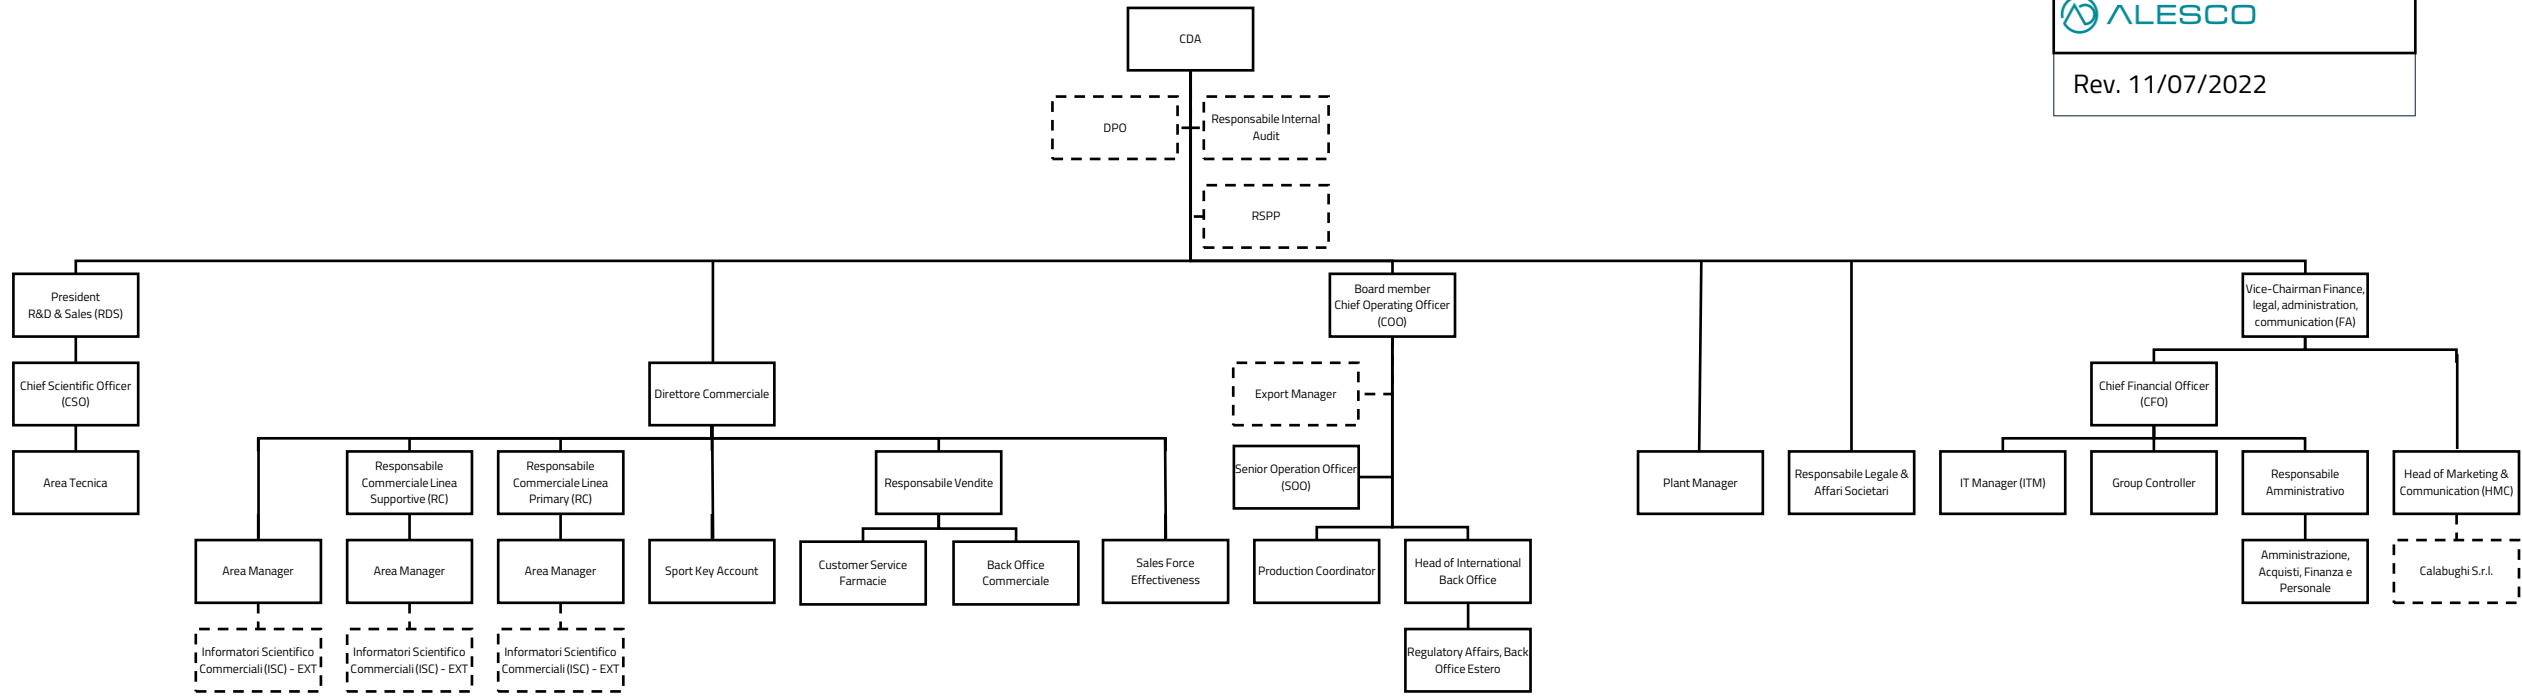 CDA
ALESCO
Rev. 11/07/2022
DPO
Responsabile Internal
Audit
RSPP
President
R&D & Sales (RDS)
Board member
Chief Operating Officer
(COO)
Vice-Chairman Finance,
legal, administration,
communication (FA)
Chief Scientific Officer
(CSO)
Direttore Commerciale
Export Manager
Chief Financial Officer
(CFO)
Area Tecnica
Responsabile
Commerciale Linea
Supportive (RC)
Responsabile
Commerciale Linea
Primary (RC)
Responsabile Vendite
Senior Operation Officer
(SOO)
Plant Manager
Responsabile Legale &
Affari Societari
IT Manager (ITM)
Group Controller
Responsabile
Amministrativo
Head of Marketing &
Communication (HMC)
Area Manager
Area Manager
Area Manager
Sport Key Account
Customer Service
Farmacie
Back Office
Commerciale
Sales Force
Effectiveness
Production Coordinator
Head of International
Back Office
Amministrazione,
Acquisti, Finanza e
Personale
Calabughi S.r.l.
Informatori Scientifico
Commerciali (ISC) - EXT
Informatori Scientifico
Commerciali (ISC) - EXT
Informatori Scientifico
Commerciali (ISC) - EXT
Regulatory Affairs, Back
Office Estero